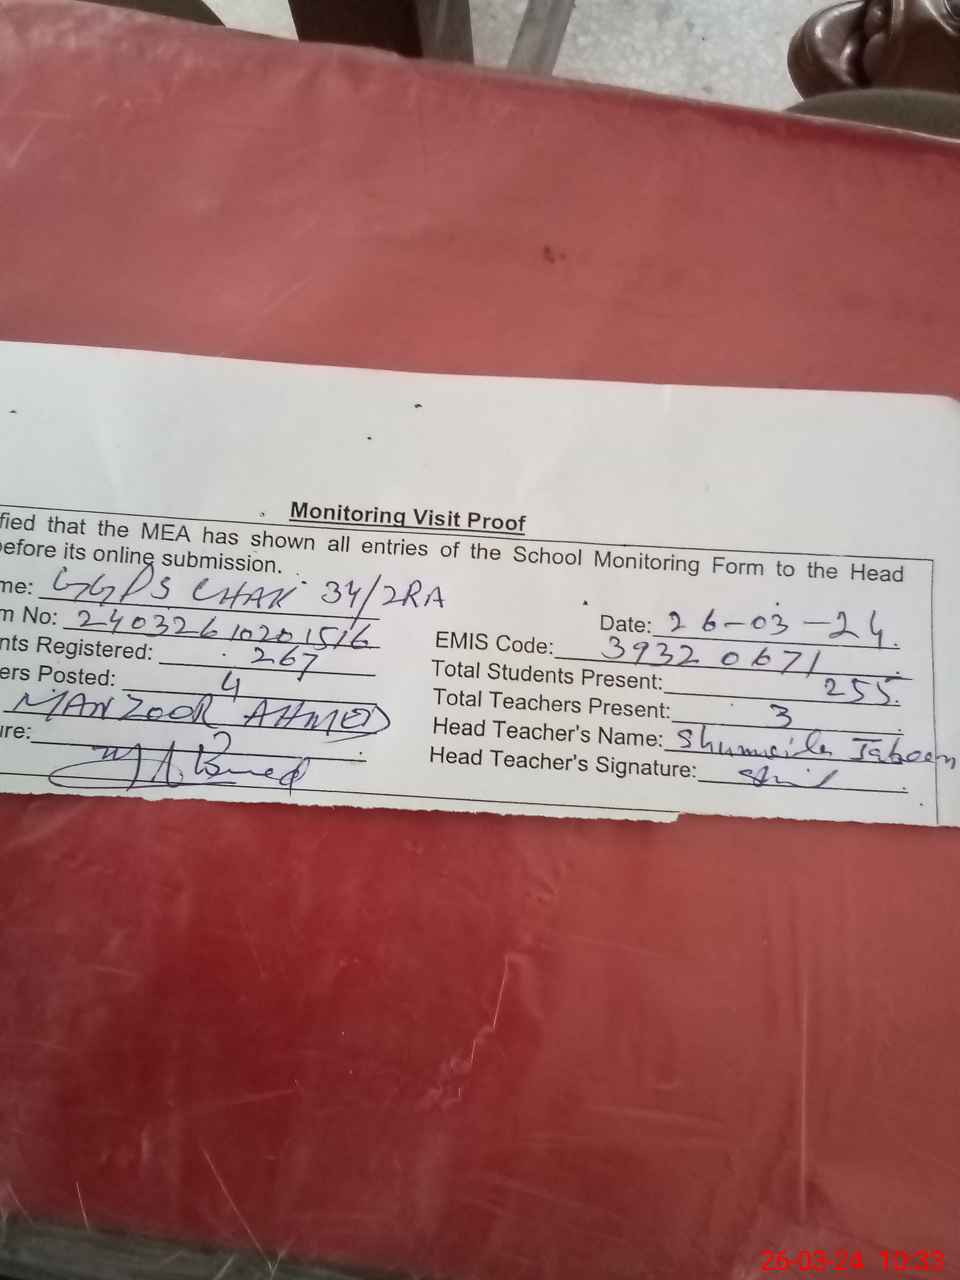 Monitoring Visit Proof
fied that the MEA has shown all entries of the School Monitoring Form to the Head
efore its online submission.
me: GGPS CHAK 34/2RA
Date: 26-03-24
m No: 24032610201516
EMIS Code: 39320671
nts Registered: 267
Total Students Present: 255
ers Posted: 4
Total Teachers Present: 3
MANZOOR AHMED
Head Teacher's Name: Shumaila
ure:
Head Teacher's Signature:
26-03-24 10:33